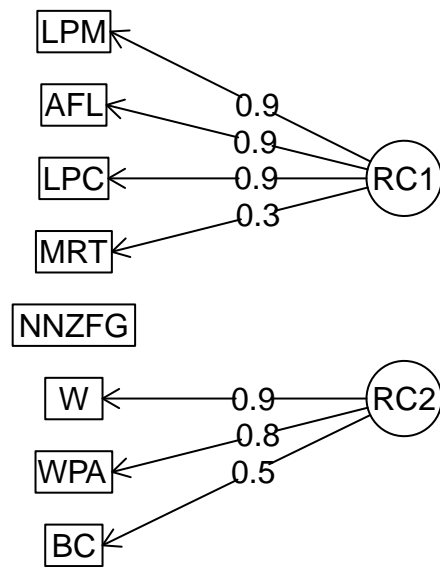 LPM
AFL
LPC
MRT
NNZFG
W
WPA
BC
0.9
0.9
0.9
0.3
0.9
0.8
0.5
RC1
RC2